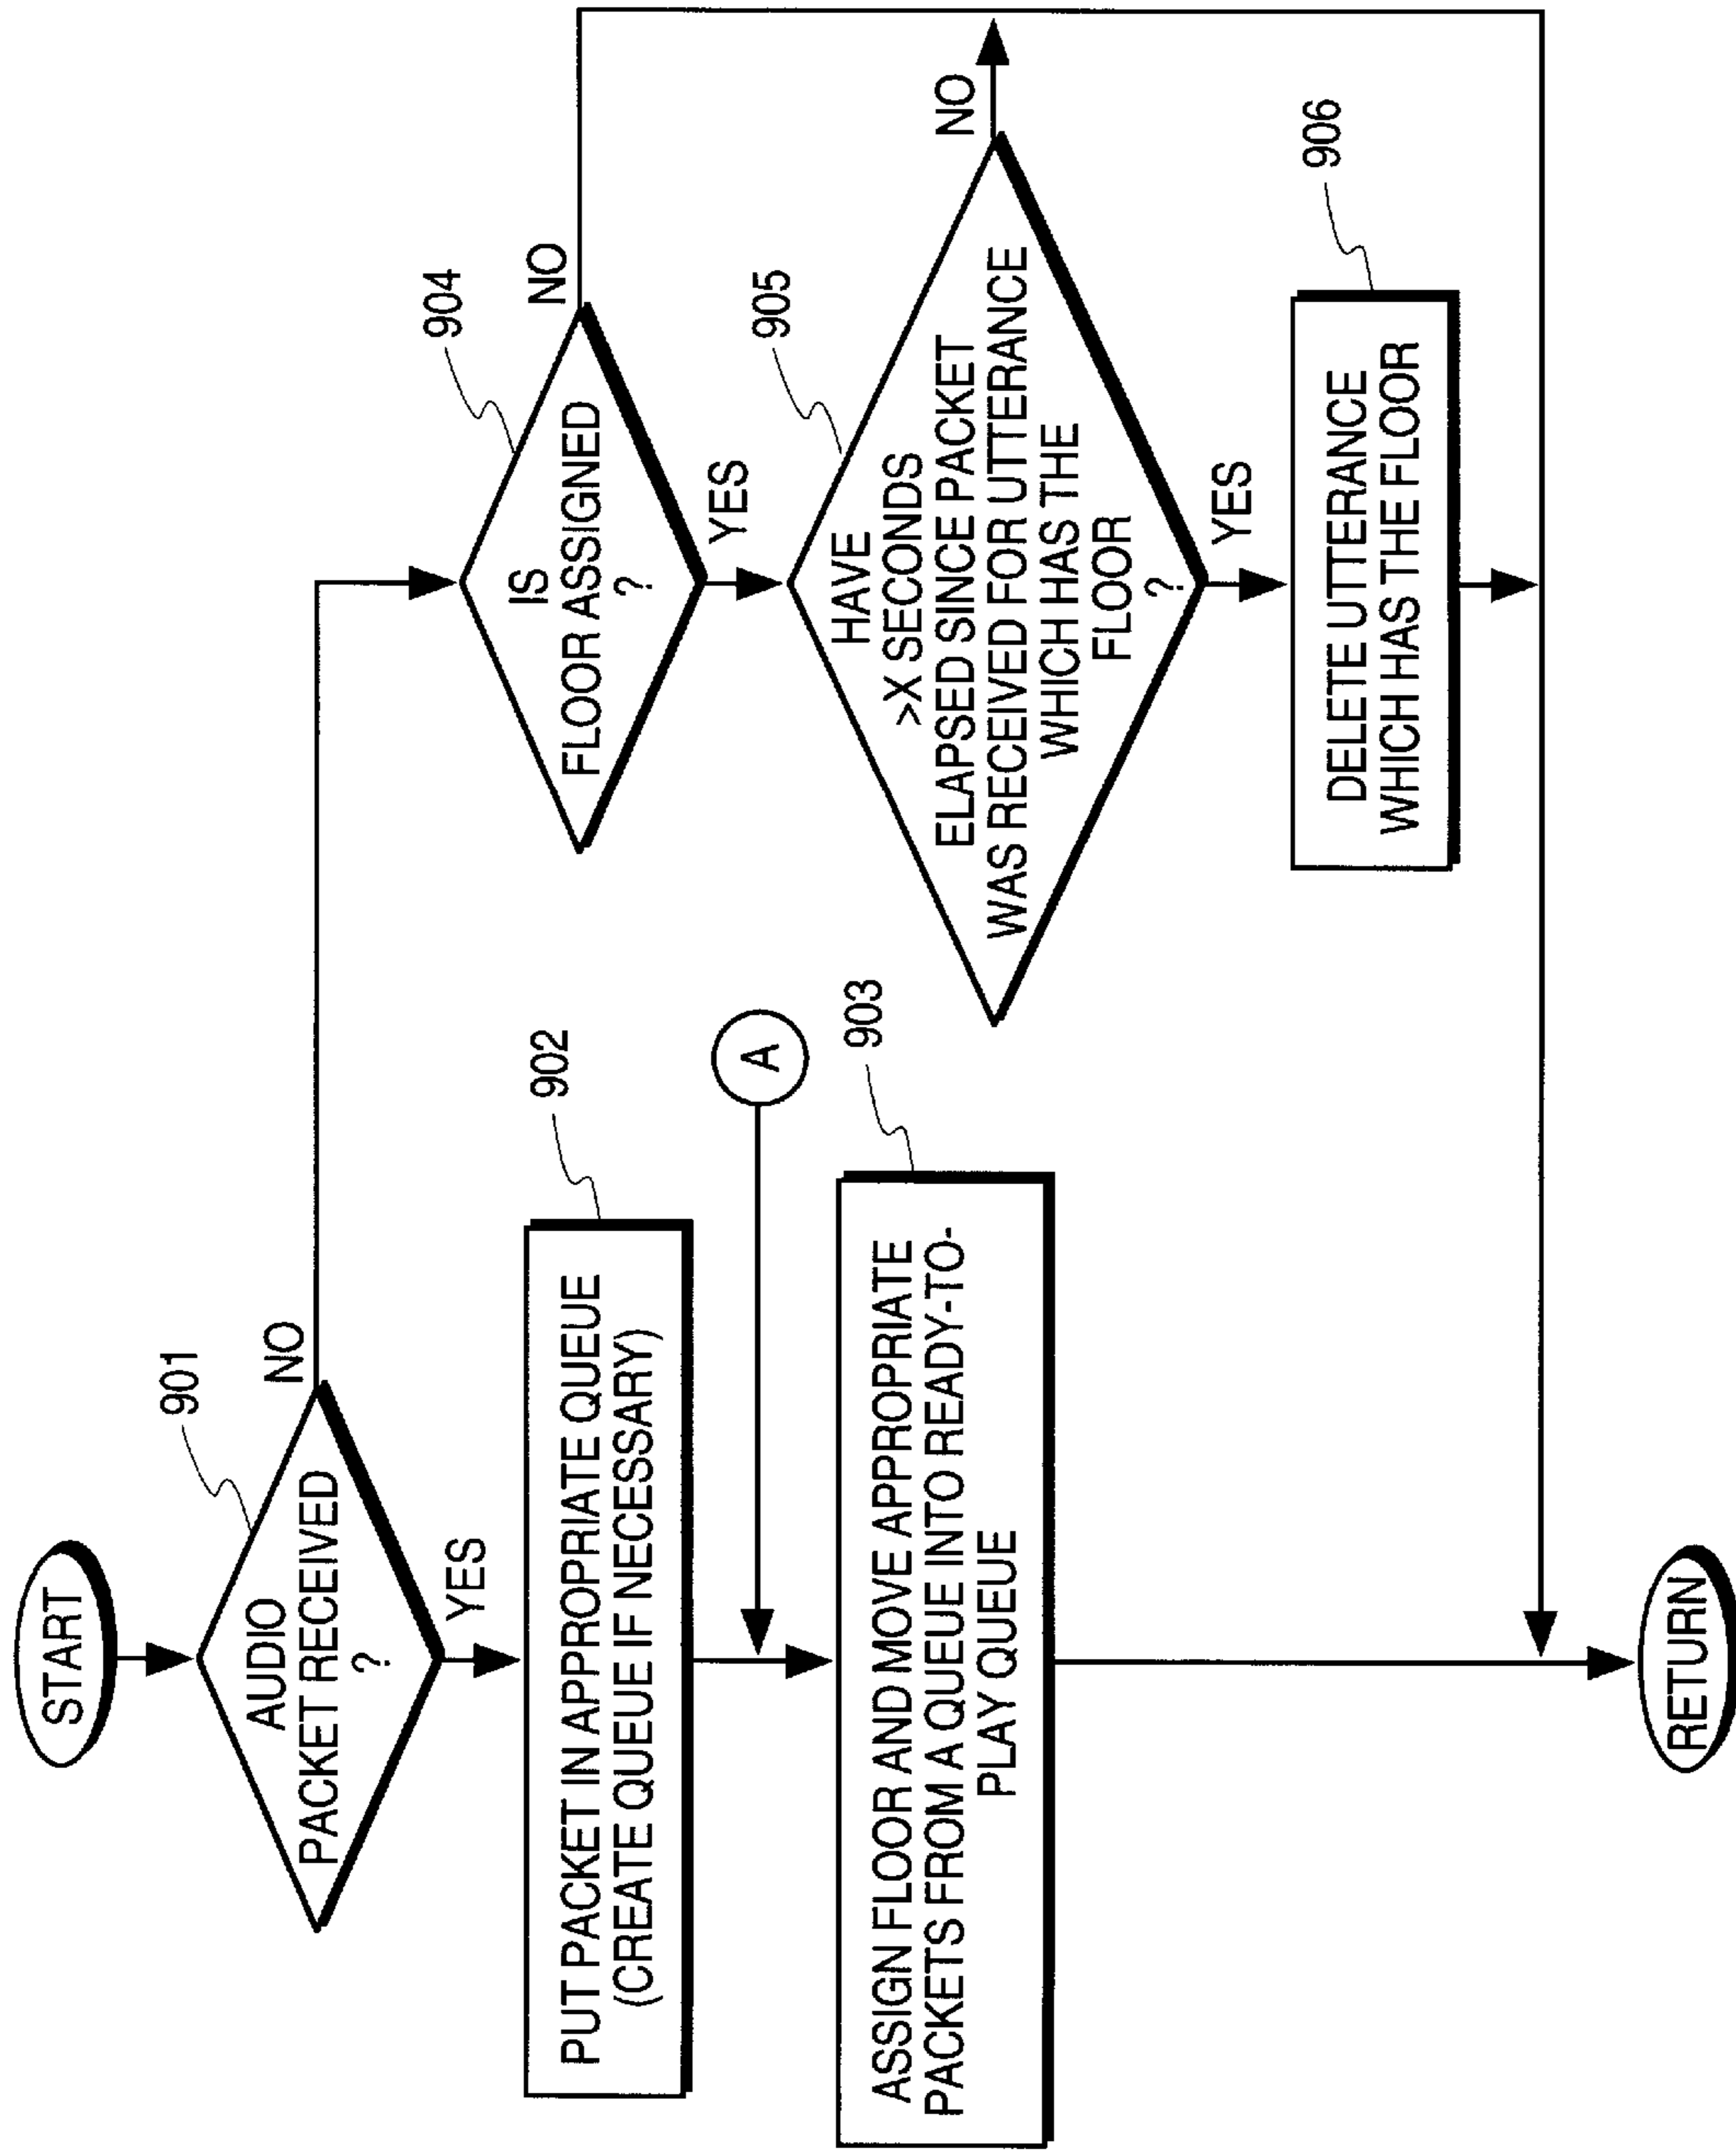 START
901
AUDIO
PACKET RECEIVED
?
NO
YES
902
PUT PACKET IN APPROPRIATE QUEUE
(CREATE QUEUE IF NECESSARY)
A
903
ASSIGN FLOOR AND MOVE APPROPRIATE
PACKETS FROM A QUEUE INTO READY-TO-
PLAY QUEUE
RETURN
904
IS
FLOOR ASSIGNED
?
NO
YES
905
HAVE
>X SECONDS
ELAPSED SINCE PACKET
WAS RECEIVED FOR UTTERANCE
WHICH HAS THE
FLOOR
?
NO
YES
906
DELETE UTTERANCE
WHICH HAS THE FLOOR